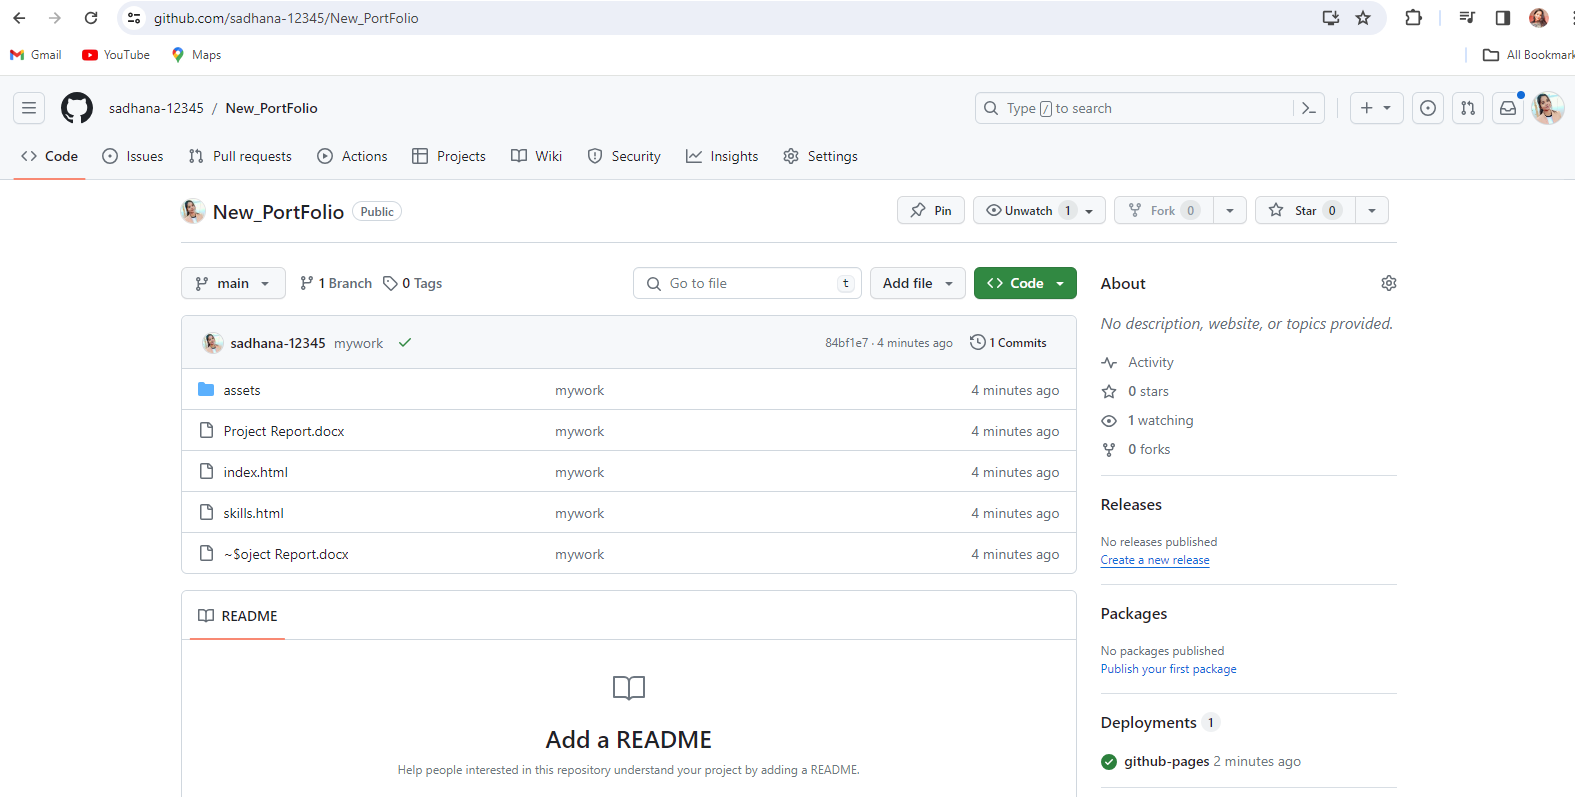 github.com/sadhana-12345/New_PortFolio
Gmail YouTube Maps All Bookmark
sadhana-12345 / New_PortFolio Type / to search
Code Issues Pull requests Actions Projects Wiki Security Insights Settings
New_PortFolio Public Pin Unwatch 1 Fork 0 Star 0
main 1 Branch 0 Tags Go to file t Add file Code
sadhana-12345 mywork 84bf1e7 · 4 minutes ago 1 Commits
assets mywork 4 minutes ago
Project Report.docx mywork 4 minutes ago
index.html mywork 4 minutes ago
skills.html mywork 4 minutes ago
~$oject Report.docx mywork 4 minutes ago
README
Add a README
Help people interested in this repository understand your project by adding a README.
About
No description, website, or topics provided.
Activity
0 stars
1 watching
0 forks
Releases
No releases published
Create a new release
Packages
No packages published
Publish your first package
Deployments 1
github-pages 2 minutes ago